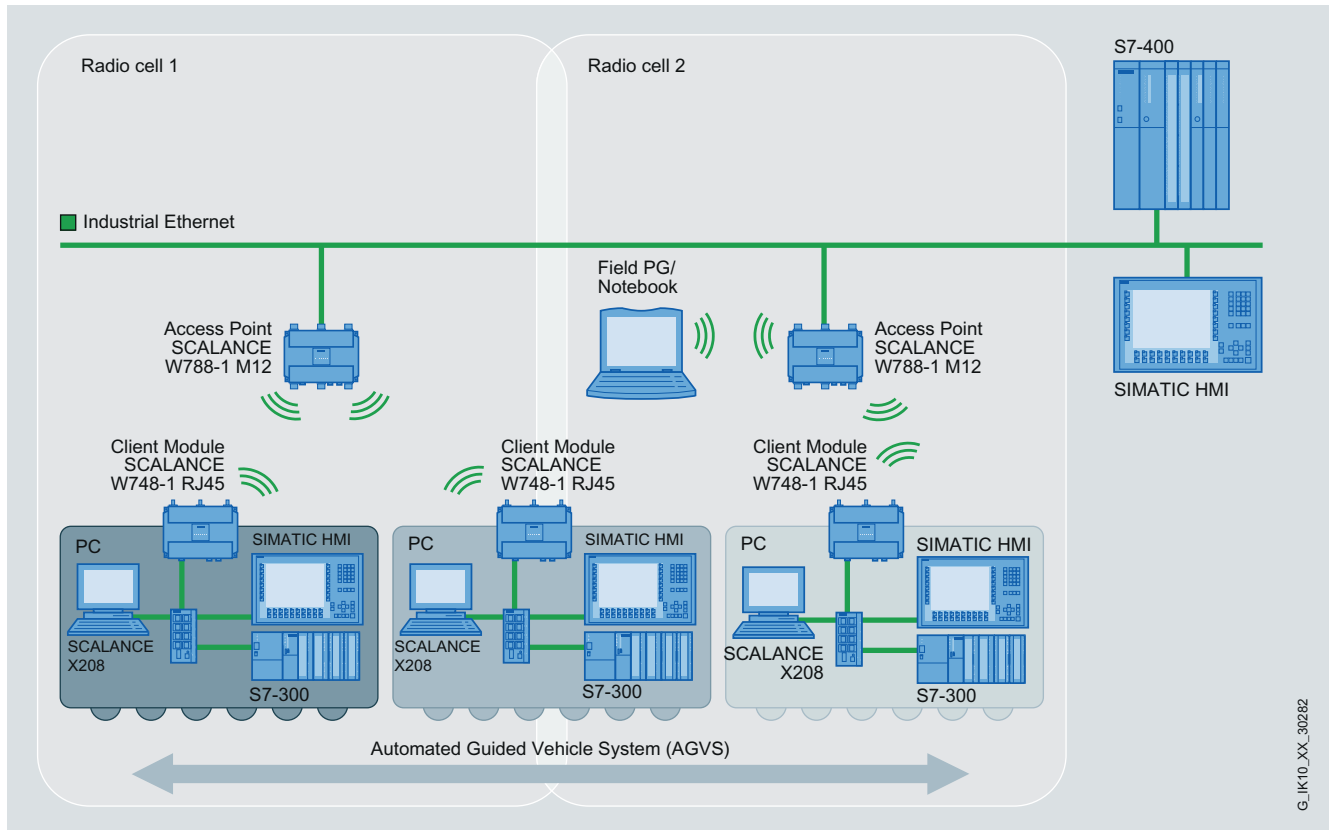 Radio cell 1
Radio cell 2
S7-400
Industrial Ethernet
Field PG/
Notebook
Access Point
SCALANCE
W788-1 M12
Access Point
SCALANCE
W788-1 M12
SIMATIC HMI
Client Module
SCALANCE
W748-1 RJ45
Client Module
SCALANCE
W748-1 RJ45
Client Module
SCALANCE
W748-1 RJ45
PC
SIMATIC HMI
SCALANCE
X208
S7-300
PC
SIMATIC HMI
SCALANCE
X208
S7-300
PC
SIMATIC HMI
SCALANCE
X208
S7-300
Automated Guided Vehicle System (AGVS)
G_IK10_XX_30282